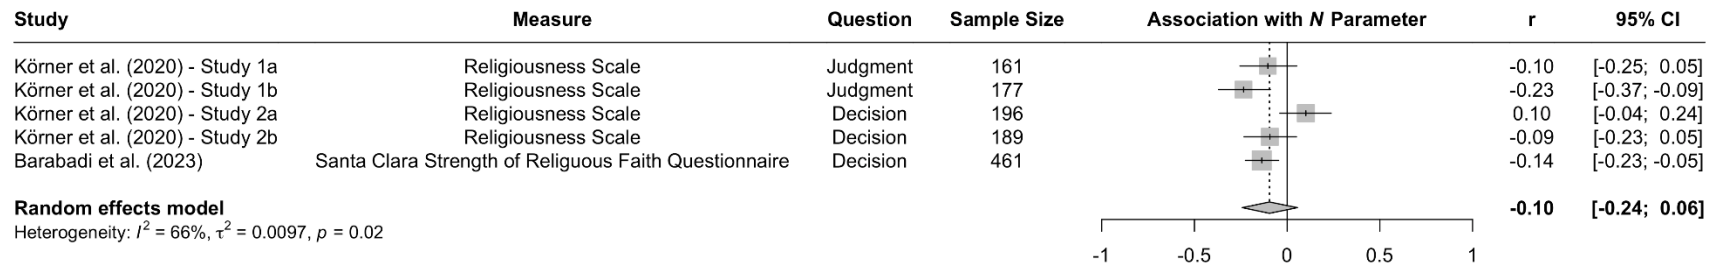 Study Measure Question Sample Size Association with N Parameter r 95% CI
Körner et al. (2020) - Study 1a Religiousness Scale Judgment 161 -0.10 [-0.25; 0.05]
Körner et al. (2020) - Study 1b Religiousness Scale Judgment 177 -0.23 [-0.37; -0.09]
Körner et al. (2020) - Study 2a Religiousness Scale Decision 196 0.10 [-0.04; 0.24]
Körner et al. (2020) - Study 2b Religiousness Scale Decision 189 -0.09 [-0.23; 0.05]
Barabadi et al. (2023) Santa Clara Strength of Religuous Faith Questionnaire Decision 461 -0.14 [-0.23; -0.05]
Random effects model -0.10 [-0.24; 0.06]
Heterogeneity: I² = 66%, τ² = 0.0097, p = 0.02
-1 -0.5 0 0.5 1